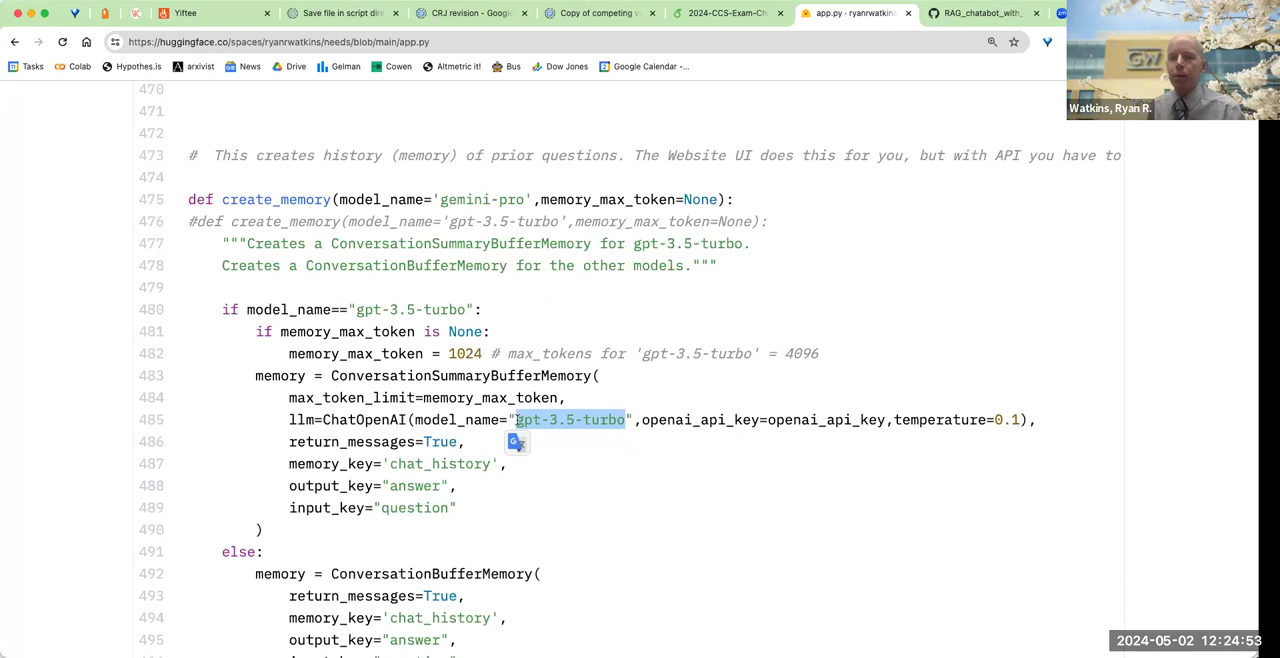 Yiftee
Save file in script dire
CRJ revision - Google
Copy of competing v
2024-CCS-Exam-Ch
app.py · ryanrwatkins
RAG_chatabot_with_
https://huggingface.co/spaces/ryanrwatkins/needs/blob/main/app.py
Tasks
Colab
Hypothes.is
arxivist
News
Drive
Gelman
Cowen
Altmetric it!
Bus
Dow Jones
Google Calendar -...
GW
Watkins, Ryan R.
470
471
472
473 # This creates history (memory) of prior questions. The Website UI does this for you, but with API you have to
474
475 def create_memory(model_name='gemini-pro',memory_max_token=None):
476 #def create_memory(model_name='gpt-3.5-turbo',memory_max_token=None):
477 """Creates a ConversationSummaryBufferMemory for gpt-3.5-turbo.
478 Creates a ConversationBufferMemory for the other models."""
479
480 if model_name=="gpt-3.5-turbo":
481 if memory_max_token is None:
482 memory_max_token = 1024 # max_tokens for 'gpt-3.5-turbo' = 4096
483 memory = ConversationSummaryBufferMemory(
484 max_token_limit=memory_max_token,
485 llm=ChatOpenAI(model_name="gpt-3.5-turbo",openai_api_key=openai_api_key,temperature=0.1),
486 return_messages=True,
487 memory_key='chat_history',
488 output_key="answer",
489 input_key="question"
490 )
491 else:
492 memory = ConversationBufferMemory(
493 return_messages=True,
494 memory_key='chat_history',
495 output_key="answer",
2024-05-02 12:24:53